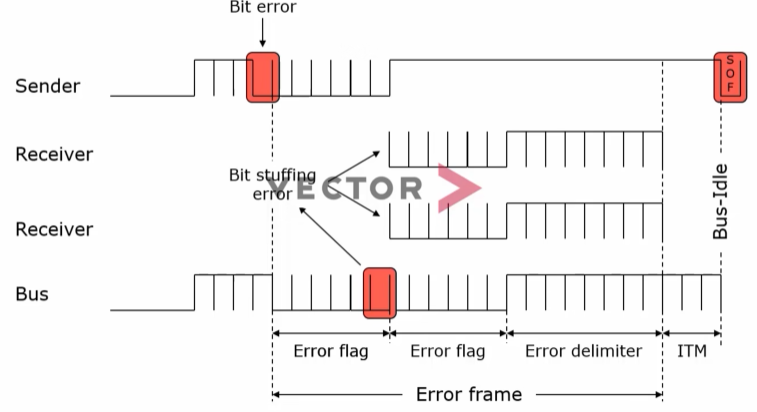 Bit error
Sender
S
O
F
Receiver
Bit stuffing
error
VECTOR
Receiver
Bus-Idle
Bus
Error flag
Error flag
Error delimiter
ITM
Error frame